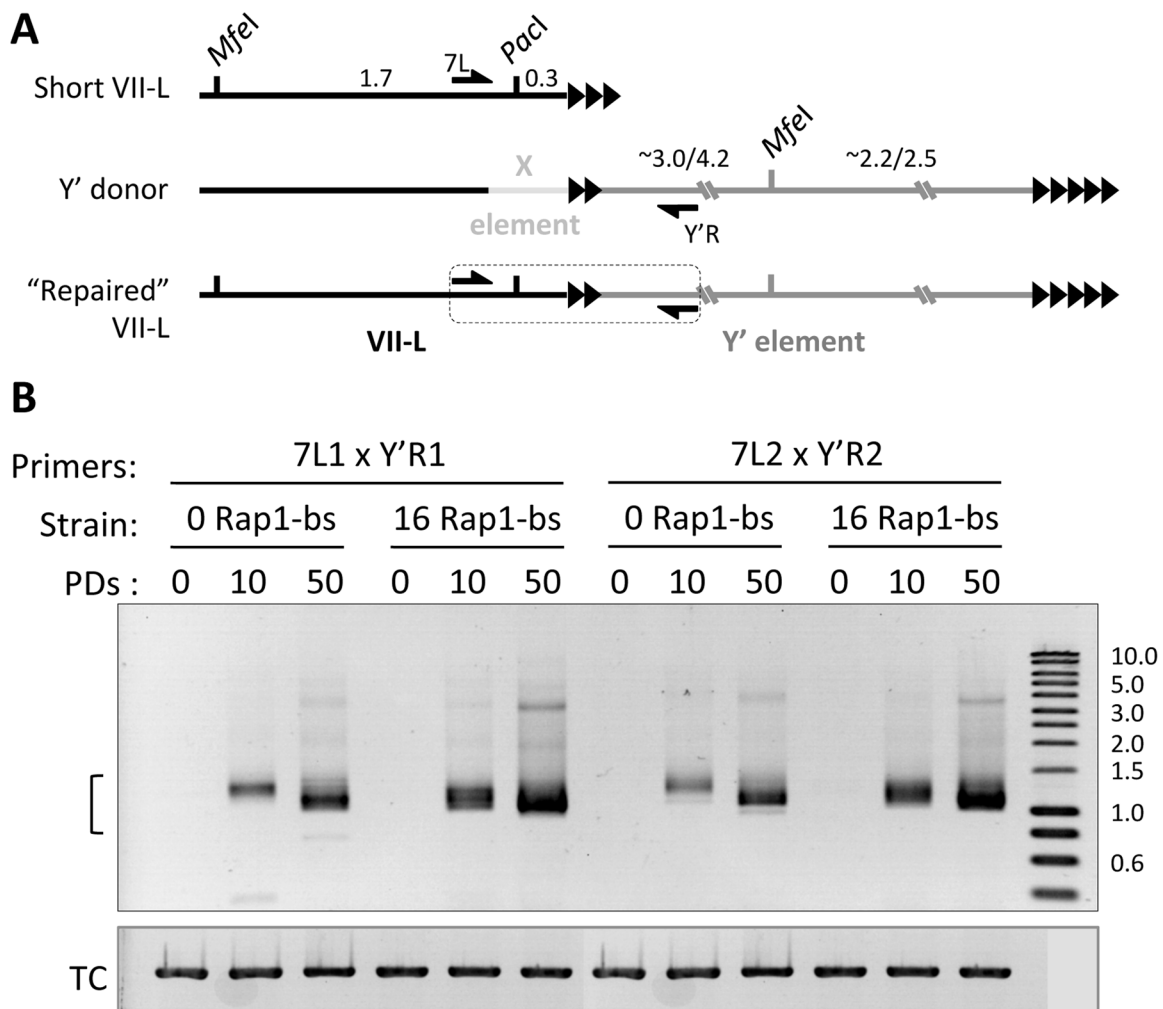 A
MfeI
7L
PacI
Short VII-L
1.7
0.3
MfeI
X
~3.0/4.2
~2.2/2.5
Y' donor
element
Y'R
“Repaired”
VII-L
VII-L
Y' element
B
Primers:
7L1 x Y’R1
7L2 x Y’R2
Strain:
0 Rap1-bs
16 Rap1-bs
0 Rap1-bs
16 Rap1-bs
PDs :
0 10 50 0 10 50 0 10 50 0 10 50
10.0
5.0
3.0
2.0
1.5
1.0
0.6
TC